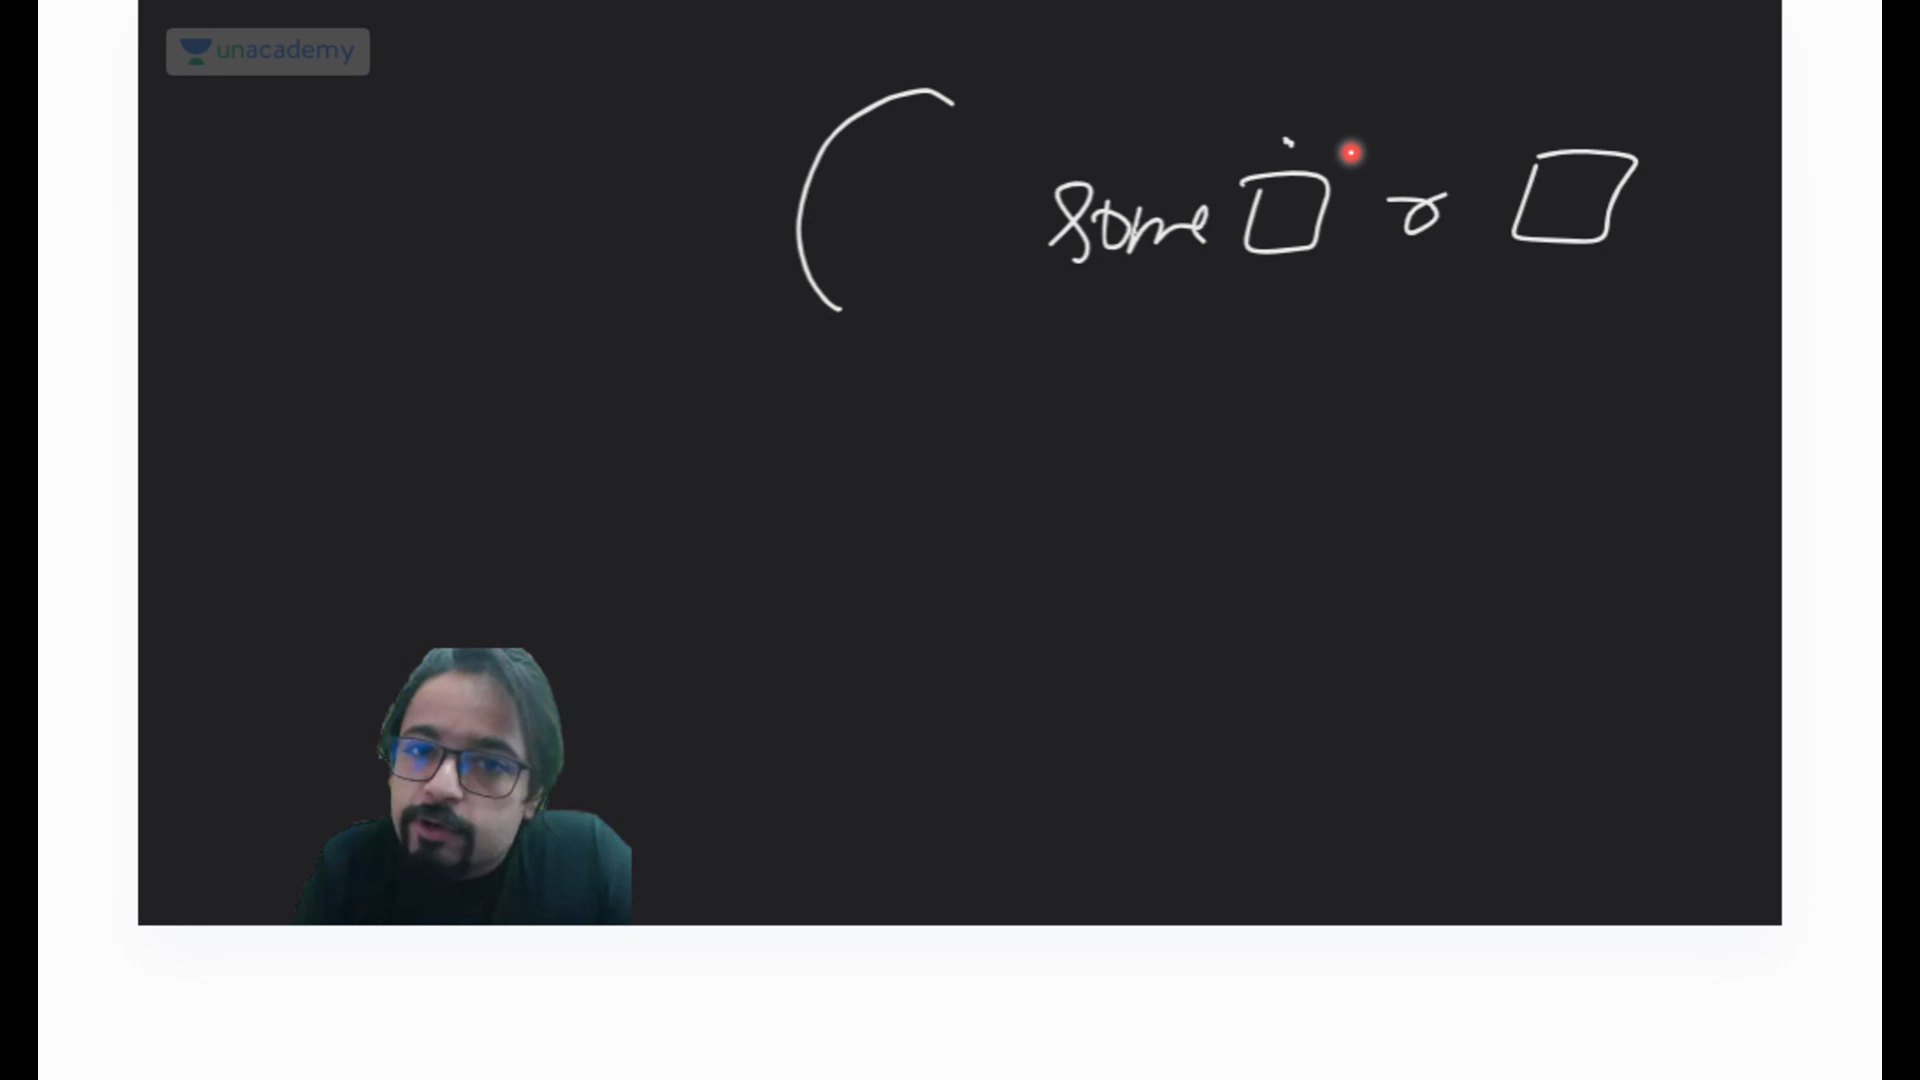 unacademy
( some □ r □